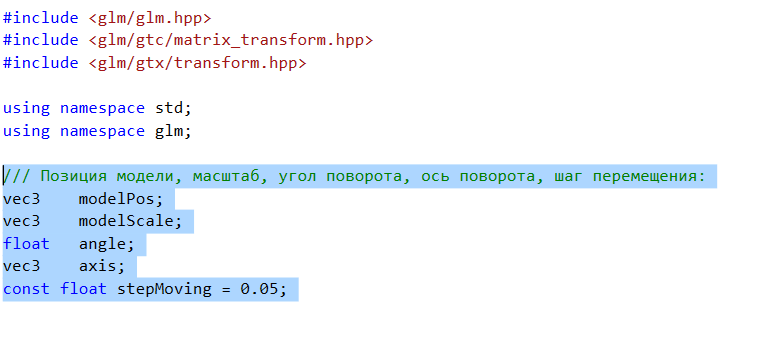 #include <glm/glm.hpp>
#include <glm/gtc/matrix_transform.hpp>
#include <glm/gtx/transform.hpp>
using namespace std;
using namespace glm;
/// Позиция модели, масштаб, угол поворота, ось поворота, шаг перемещения:
vec3    modelPos;
vec3    modelScale;
float   angle;
vec3    axis;
const float stepMoving = 0.05;